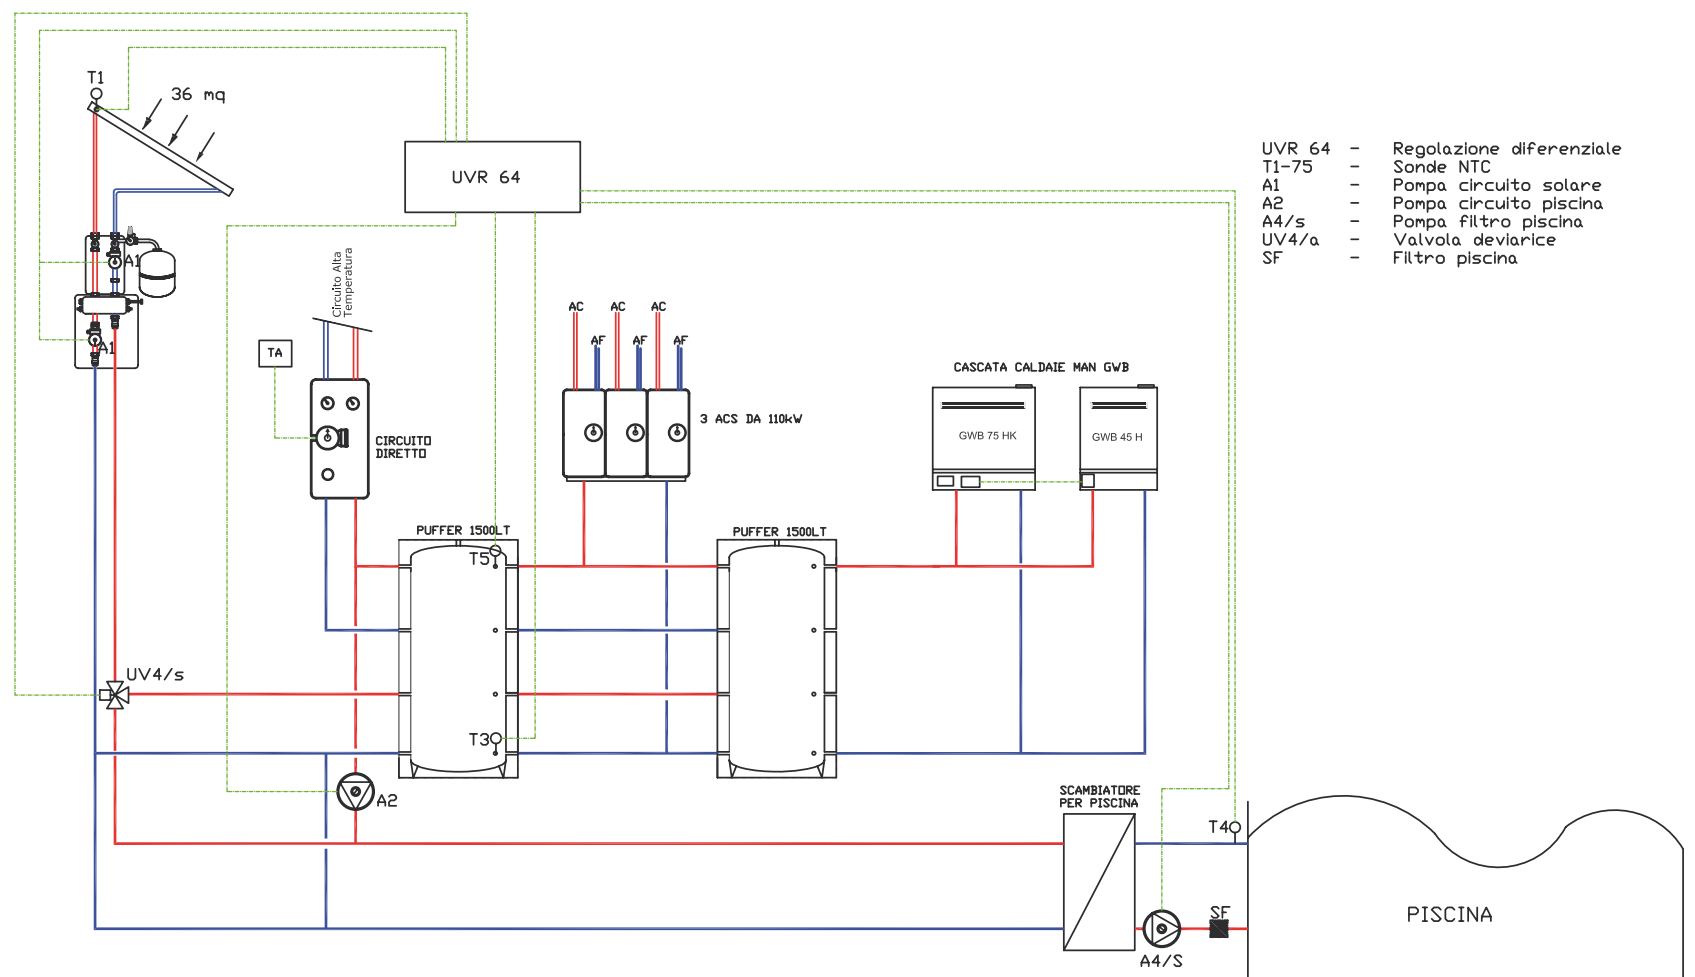 T1
36 mq
UVR 64
UVR 64 - Regolazione diferenziale
T1-75 - Sonde NTC
A1 - Pompa circuito solare
A2 - Pompa circuito piscina
A4/s - Pompa filtro piscina
UV4/a - Valvola deviarice
SF - Filtro piscina
A1
A1
Circuito Alta
Temperatura
TA
CIRCUITO
DIRETTO
AC
AC
AC
AF
AF
AF
3 ACS DA 110kW
CASCATA CALDAIE MAN GWB
GWB 75 HK
GWB 45 H
PUFFER 1500LT
PUFFER 1500LT
T5
UV4/s
T3
A2
SCAMBIATORE
PER PISCINA
T4
SF
A4/S
PISCINA